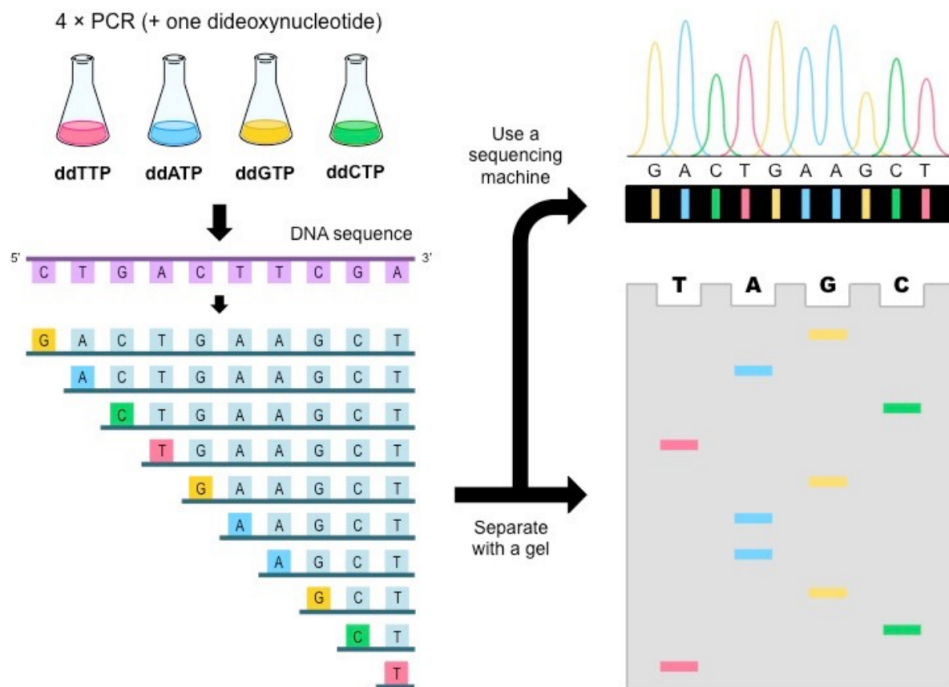 4 × PCR (+ one dideoxynucleotide)
ddTTP ddATP ddGTP ddCTP
DNA sequence
5' 3'
C T G A C T T C G A
G A C T G A A G C T
A C T G A A G C T
C T G A A G C T
T G A A G C T
G A A G C T
A A G C T
A G C T
G C T
C T
T
Use a
sequencing
machine
Separate
with a gel
G A C T G A A G C T
T A G C